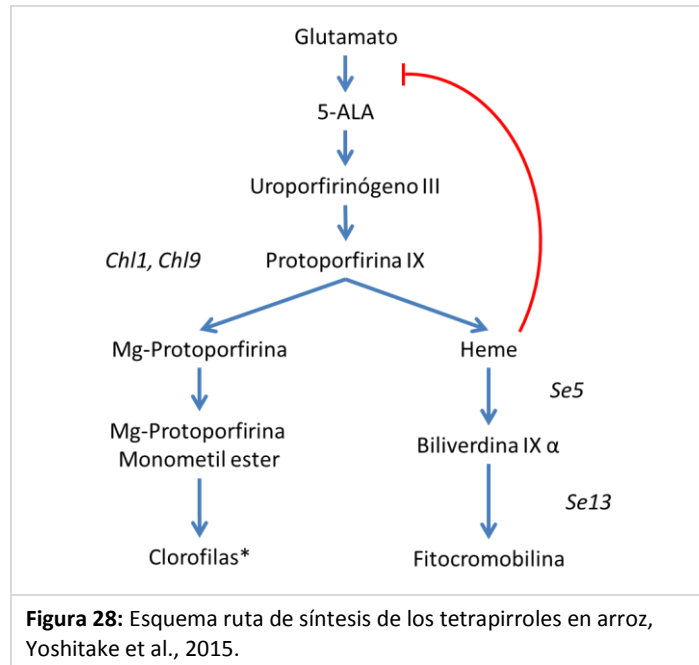 Glutamato
5-ALA
Uroporfirinógeno III
Chl1, Chl9
Protoporfirina IX
Mg-Protoporfirina
Heme
Se5
Mg-Protoporfirina
Monometil ester
Biliverdina IX α
Se13
Clorofilas*
Fitocromobilina
Figura 28: Esquema ruta de síntesis de los tetrapirroles en arroz,
Yoshitake et al., 2015.